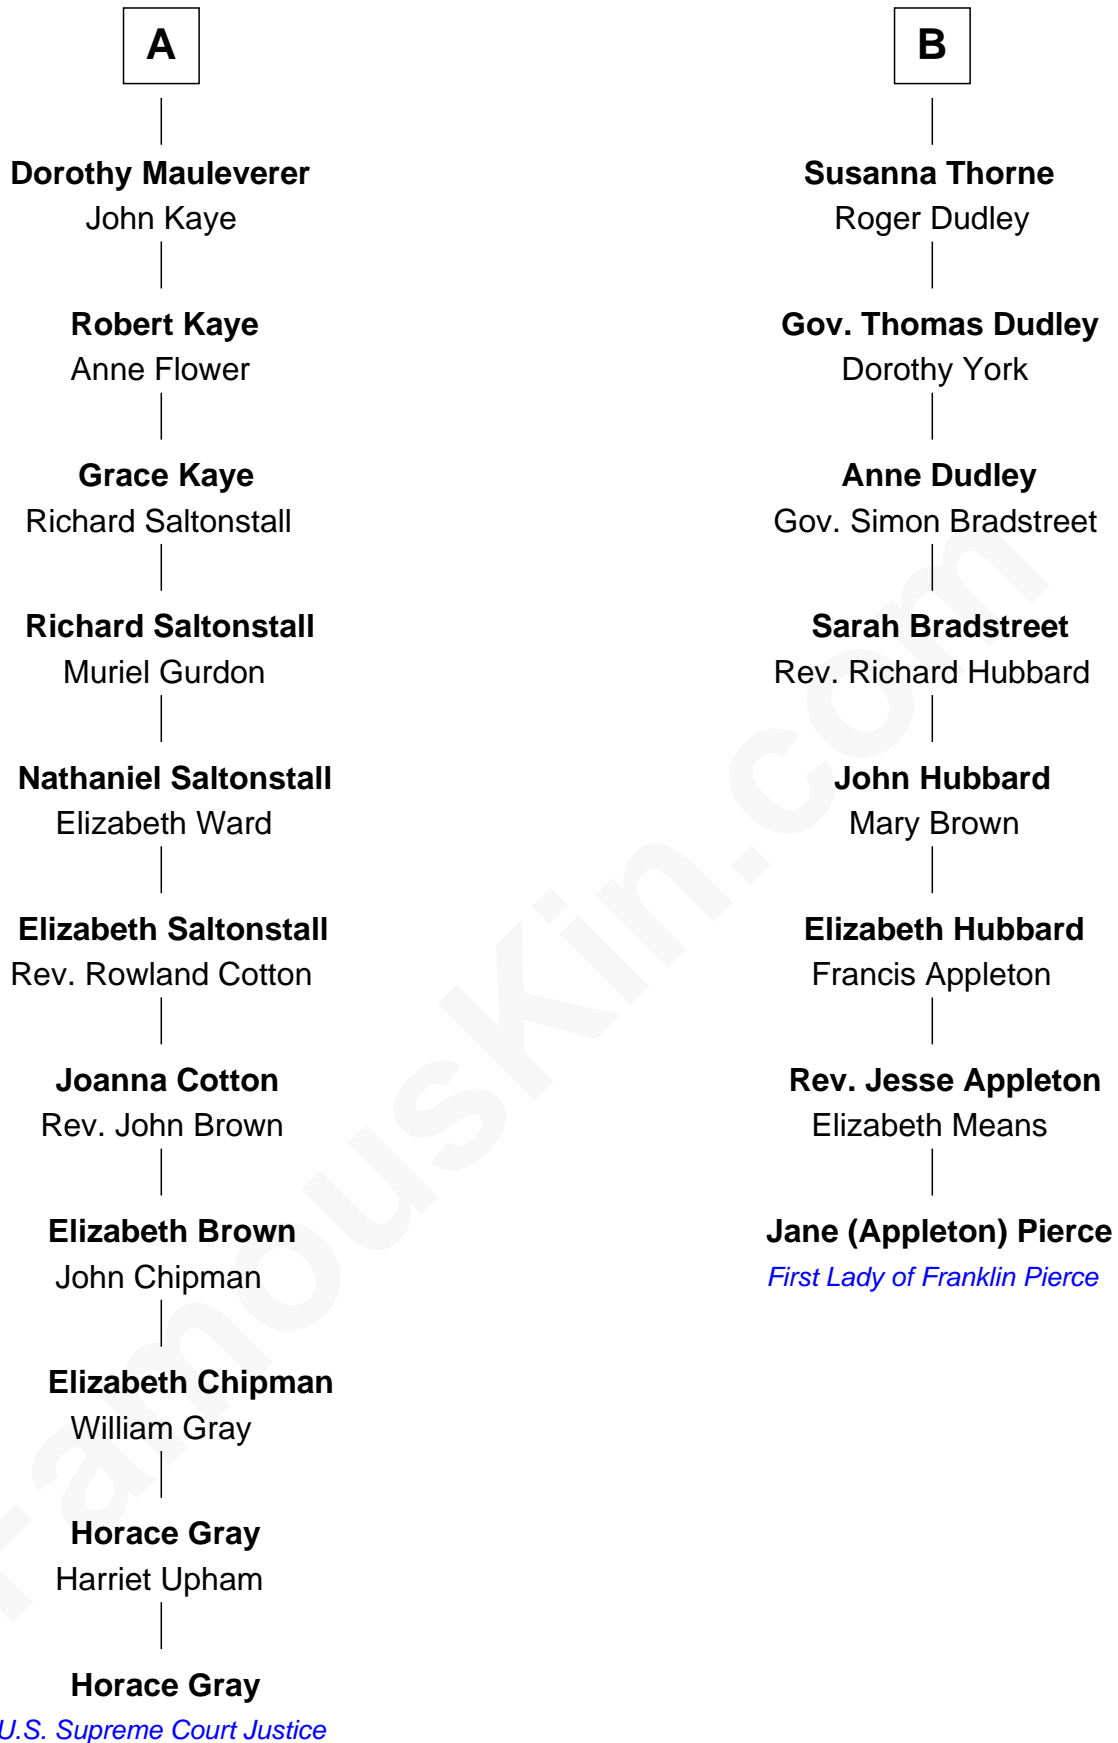 A
Dorothy Mauleverer
John Kaye
Robert Kaye
Anne Flower
Grace Kaye
Richard Saltonstall
Richard Saltonstall
Muriel Gurdon
Nathaniel Saltonstall
Elizabeth Ward
Elizabeth Saltonstall
Rev. Rowland Cotton
Joanna Cotton
Rev. John Brown
Elizabeth Brown
John Chipman
Elizabeth Chipman
William Gray
Horace Gray
Harriet Upham
Horace Gray
U.S. Supreme Court Justice
B
Susanna Thorne
Roger Dudley
Gov. Thomas Dudley
Dorothy York
Anne Dudley
Gov. Simon Bradstreet
Sarah Bradstreet
Rev. Richard Hubbard
John Hubbard
Mary Brown
Elizabeth Hubbard
Francis Appleton
Rev. Jesse Appleton
Elizabeth Means
Jane (Appleton) Pierce
First Lady of Franklin Pierce
FamousKin.com